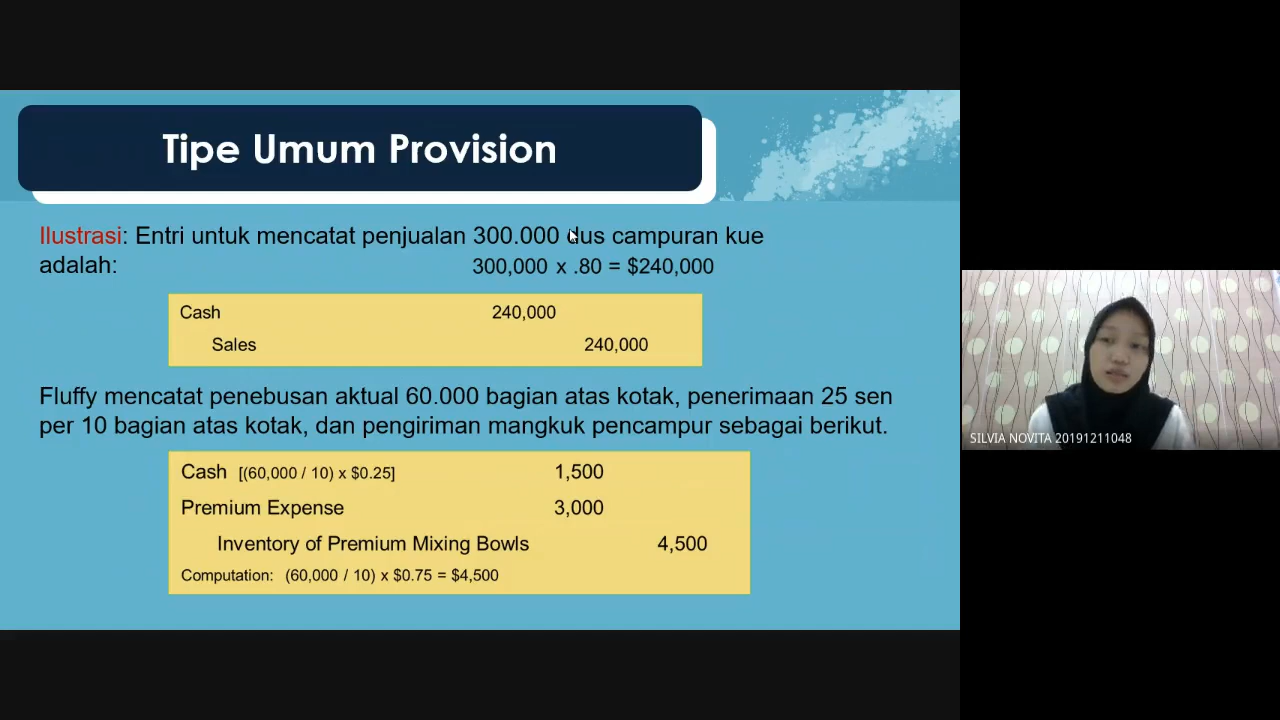 Tipe Umum Provision
Ilustrasi: Entri untuk mencatat penjualan 300.000 dus campuran kue
adalah: 300,000 x .80 = $240,000
Cash 240,000
Sales 240,000
Fluffy mencatat penebusan aktual 60.000 bagian atas kotak, penerimaan 25 sen
per 10 bagian atas kotak, dan pengiriman mangkuk pencampur sebagai berikut.
Cash [(60,000 / 10) x $0.25] 1,500
Premium Expense 3,000
Inventory of Premium Mixing Bowls 4,500
Computation: (60,000 / 10) x $0.75 = $4,500
SILVIA NOVITA 20191211048